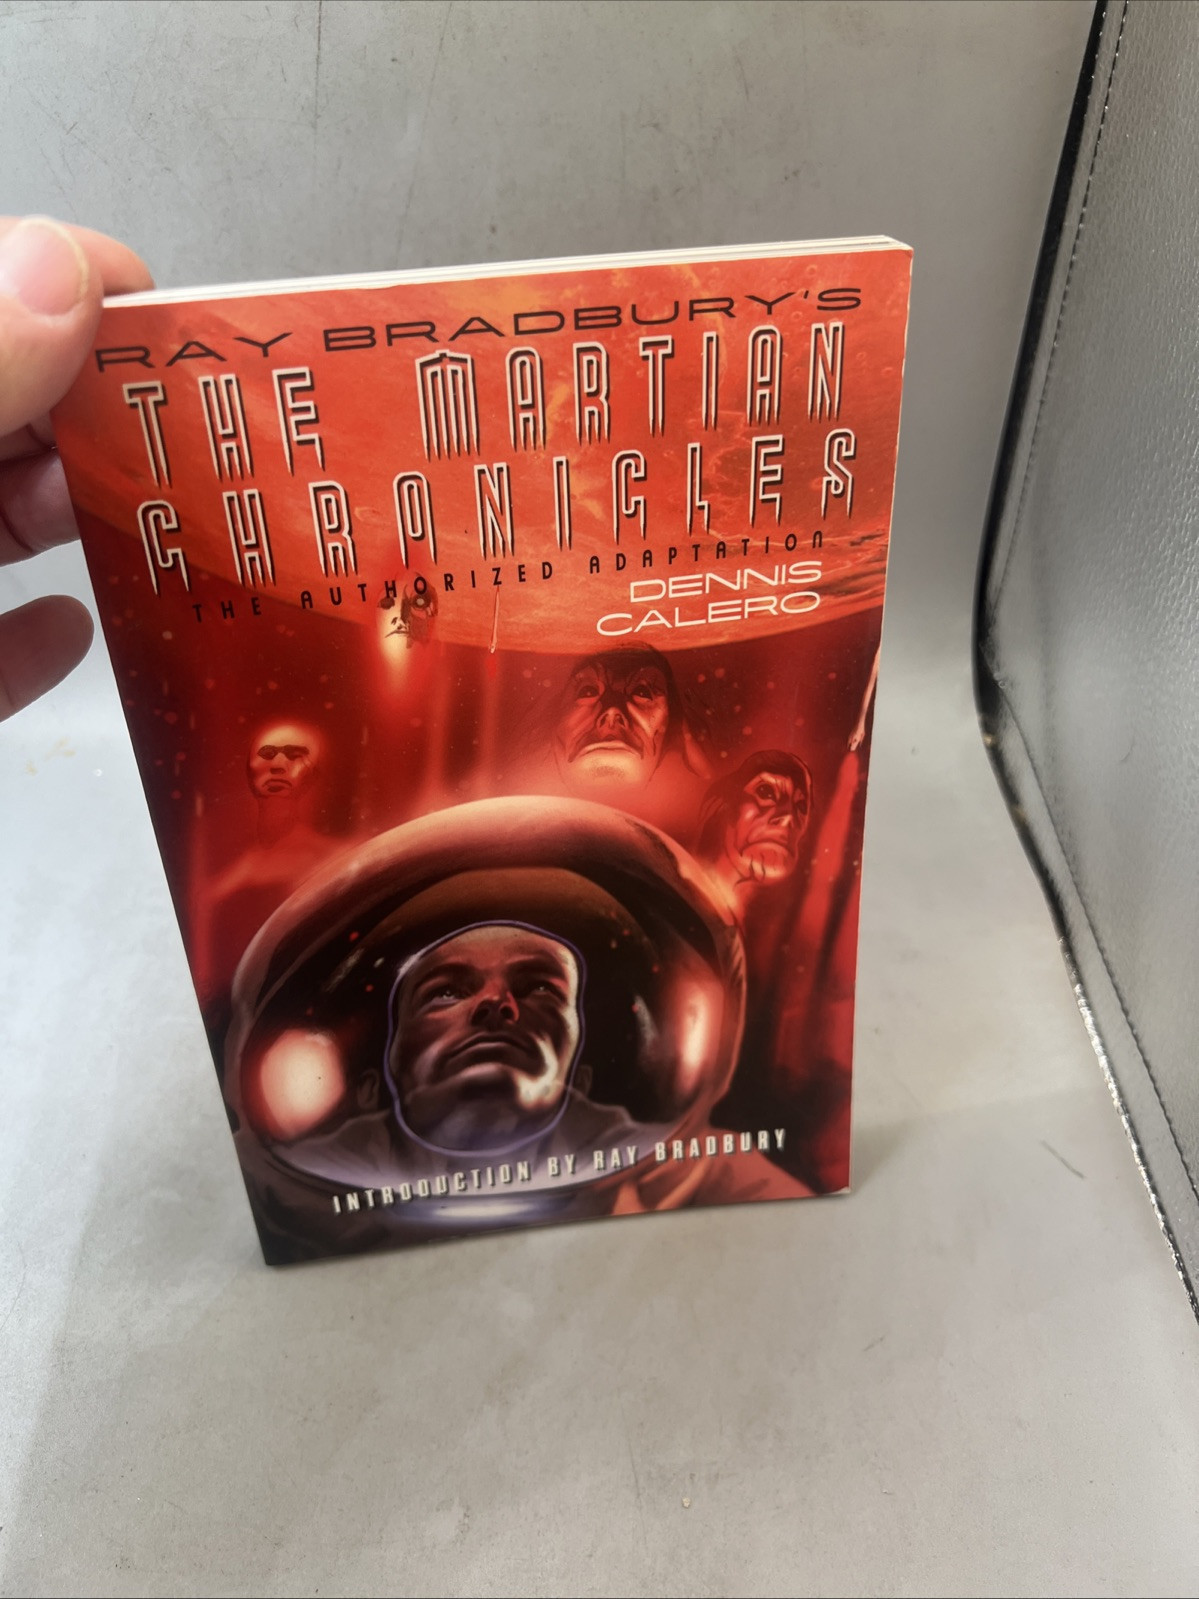 RAY BRADBURY'S
THE MARTIAN
CHRONICLES
THE AUTHORIZED ADAPTATION
DENNIS
CALERO
INTRODUCTION BY RAY BRADBURY